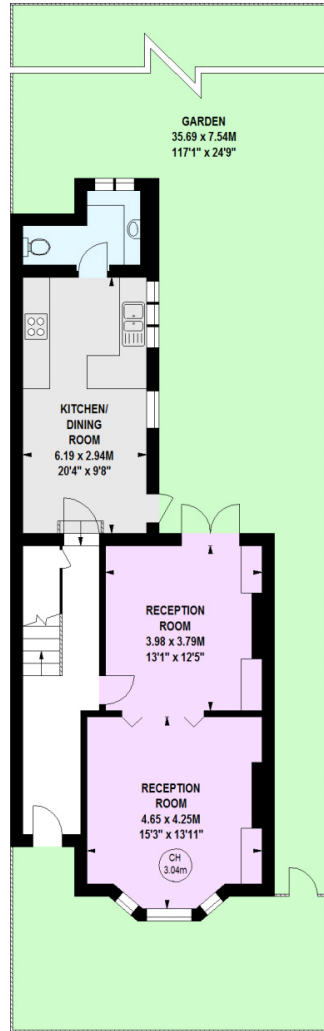 GARDEN
35.69 x 7.54M
117'1" x 24'9"
KITCHEN/
DINING
ROOM
6.19 x 2.94M
20'4" x 9'8"
RECEPTION
ROOM
3.98 x 3.79M
13'1" x 12'5"
RECEPTION
ROOM
4.65 x 4.25M
15'3" x 13'11"
CH
3.04m